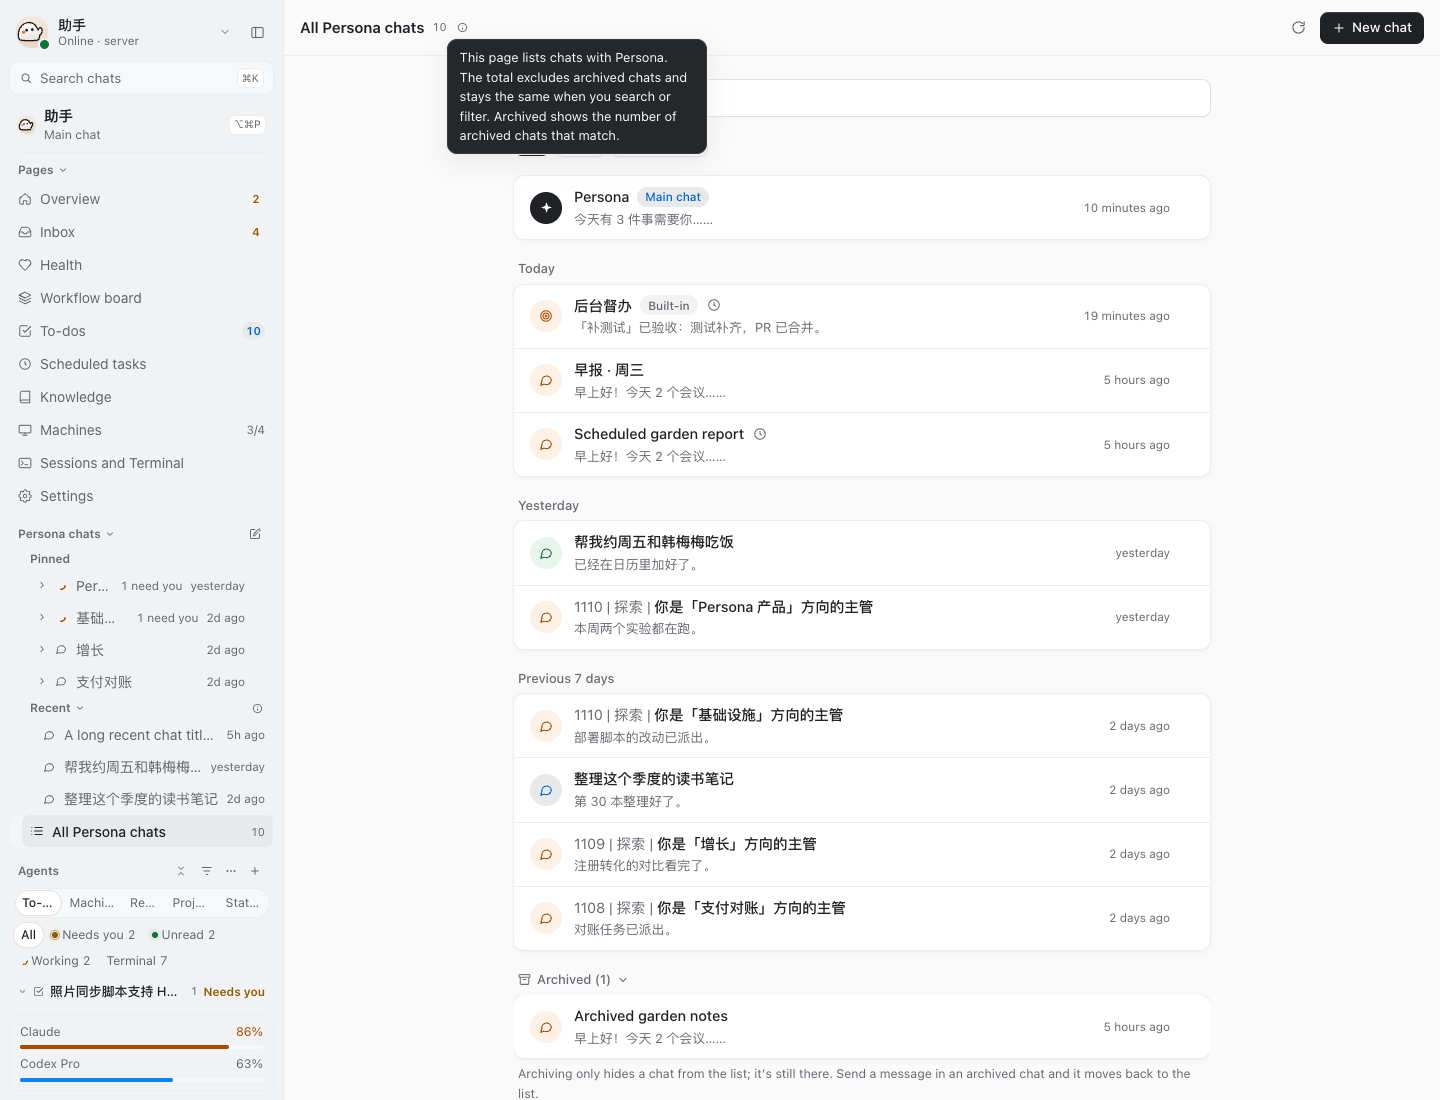 助手
Online · server
Search chats
⌘K
助手
Main chat
⌥⌘P
Pages
Overview
2
Inbox
4
Health
Workflow board
To-dos
10
Scheduled tasks
Knowledge
Machines
3/4
Sessions and Terminal
Settings
Persona chats
Pinned
Per...
1 need you
yesterday
基础...
1 need you
2d ago
增长
2d ago
支付对账
2d ago
Recent
A long recent chat titl...
5h ago
帮我约周五和韩梅梅...
yesterday
整理这个季度的读书笔记
2d ago
All Persona chats
10
Agents
To-...
Machi...
Re...
Proj...
Stat...
All
Needs you 2
Unread 2
Working 2
Terminal 7
照片同步脚本支持 H...
1
Needs you
Claude
86%
Codex Pro
63%
All Persona chats
10
New chat
This page lists chats with Persona.
The total excludes archived chats and
stays the same when you search or
filter. Archived shows the number of
archived chats that match.
Persona
Main chat
今天有 3 件事需要你……
10 minutes ago
Today
后台督办
Built-in
「补测试」已验收：测试补齐，PR 已合并。
19 minutes ago
早报 · 周三
早上好！今天 2 个会议……
5 hours ago
Scheduled garden report
早上好！今天 2 个会议……
5 hours ago
Yesterday
帮我约周五和韩梅梅吃饭
已经在日历里加好了。
yesterday
1110 | 探索 | 你是「Persona 产品」方向的主管
本周两个实验都在跑。
yesterday
Previous 7 days
1110 | 探索 | 你是「基础设施」方向的主管
部署脚本的改动已派出。
2 days ago
整理这个季度的读书笔记
第 30 本整理好了。
2 days ago
1109 | 探索 | 你是「增长」方向的主管
注册转化的对比看完了。
2 days ago
1108 | 探索 | 你是「支付对账」方向的主管
对账任务已派出。
2 days ago
Archived (1)
Archived garden notes
早上好！今天 2 个会议……
5 hours ago
Archiving only hides a chat from the list; it's still there. Send a message in an archived chat and it moves back to the
list.